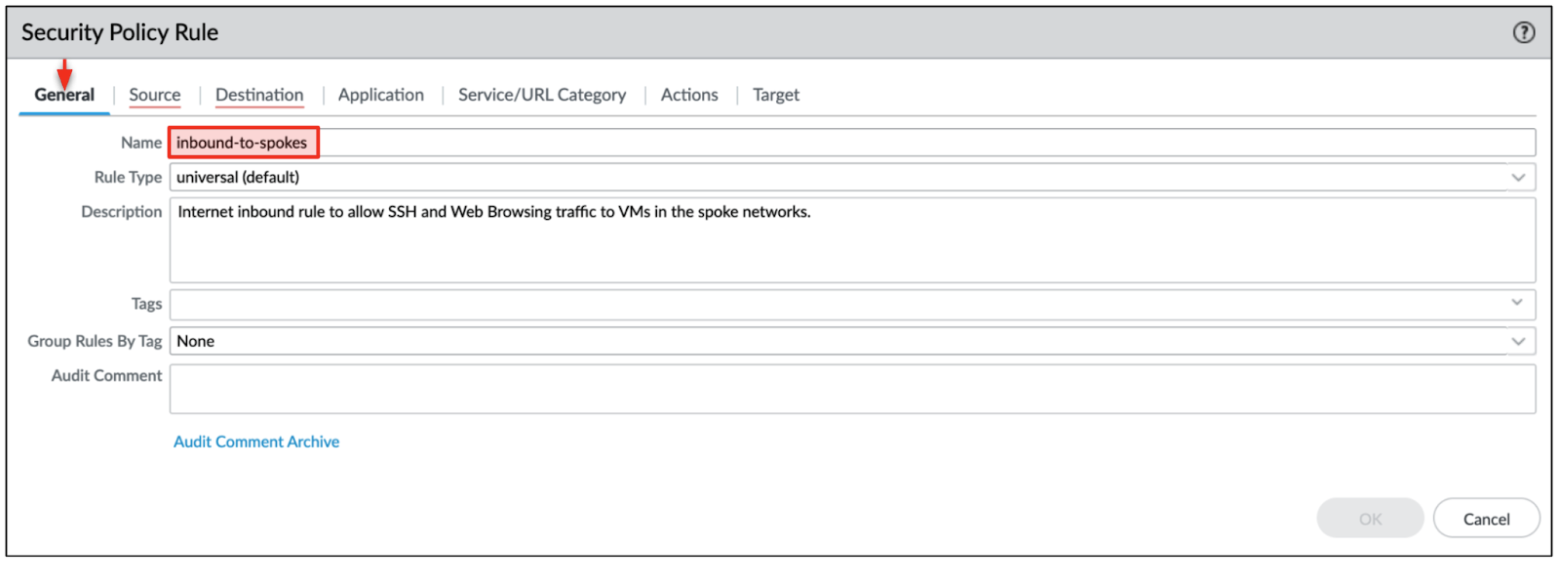 Security Policy Rule
General Source Destination Application Service/URL Category Actions Target
Name inbound-to-spokes
Rule Type universal (default)
Description Internet inbound rule to allow SSH and Web Browsing traffic to VMs in the spoke networks.
Tags
Group Rules By Tag None
Audit Comment
Audit Comment Archive
OK Cancel